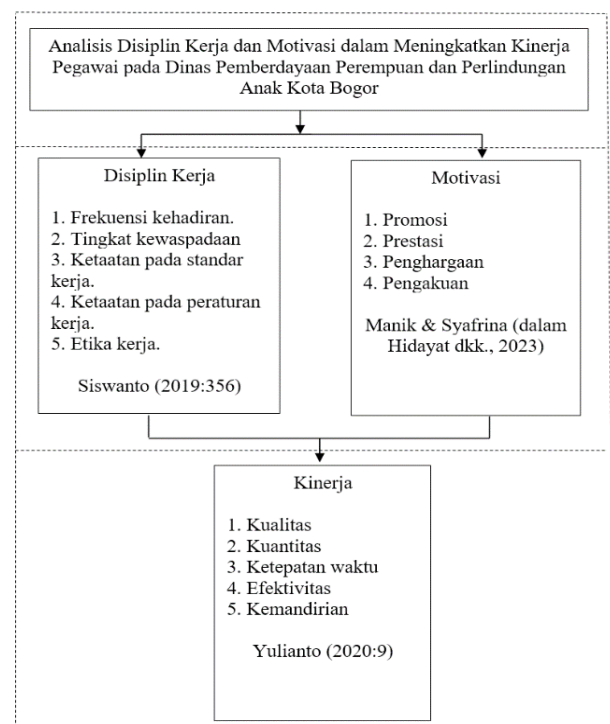 Analisis Disiplin Kerja dan Motivasi dalam Meningkatkan Kinerja
Pegawai pada Dinas Pemberdayaan Perempuan dan Perlindungan
Anak Kota Bogor
Disiplin Kerja
1. Frekuensi kehadiran.
2. Tingkat kewaspadaan
3. Ketaatan pada standar
kerja.
4. Ketaatan pada peraturan
kerja.
5. Etika kerja.
Siswanto (2019:356)
Motivasi
1. Promosi
2. Prestasi
3. Penghargaan
4. Pengakuan
Manik & Syafrina (dalam
Hidayat dkk., 2023)
Kinerja
1. Kualitas
2. Kuantitas
3. Ketepatan waktu
4. Efektivitas
5. Kemandirian
Yulianto (2020:9)